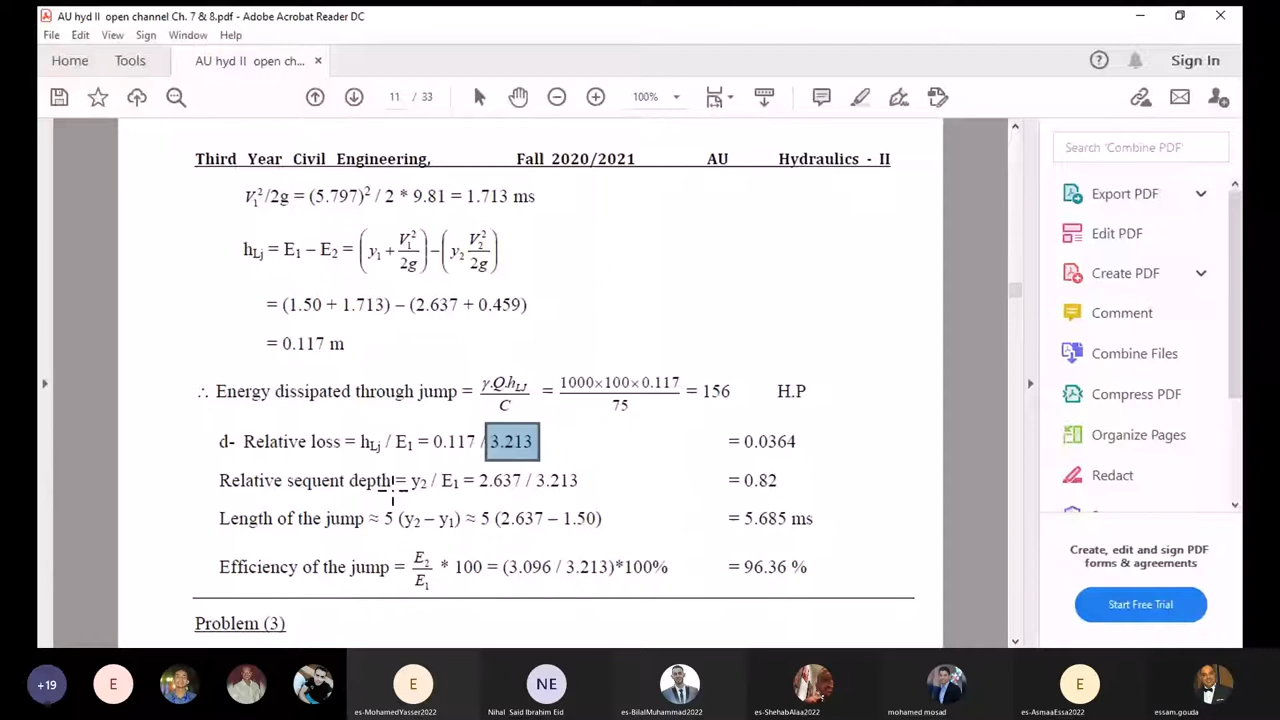 AU hyd II open channel Ch. 7 & 8.pdf - Adobe Acrobat Reader DC
File Edit View Sign Window Help
Home Tools AU hyd II open ch... × Sign In
11 / 33 100%
Third Year Civil Engineering, Fall 2020/2021 AU Hydraulics - II
V₁²/2g = (5.797)² / 2 * 9.81 = 1.713 ms
hLj = E₁ – E₂ = (y₁ + V₁²/2g) – (y₂ V₂²/2g)
= (1.50 + 1.713) – (2.637 + 0.459)
= 0.117 m
∴ Energy dissipated through jump = γ.Q.hLJ / C = 1000×100×0.117 / 75 = 156 H.P
d- Relative loss = hLj / E₁ = 0.117 / 3.213 = 0.0364
Relative sequent depth = y₂ / E₁ = 2.637 / 3.213 = 0.82
Length of the jump ≈ 5 (y₂ – y₁) ≈ 5 (2.637 – 1.50) = 5.685 ms
Efficiency of the jump = E₂/E₁ * 100 = (3.096 / 3.213)*100% = 96.36 %
Problem (3)
Search 'Combine PDF'
Export PDF
Edit PDF
Create PDF
Comment
Combine Files
Compress PDF
Organize Pages
Redact
Create, edit and sign PDF
forms & agreements
Start Free Trial
+19 E E NE E
es-MohamedYasser2022 Nihal Said Ibrahim Eid es-BilalMuhammad2022 es-ShehabAlaa2022 mohamed mosad es-AsmaaEssa2022 essam.gouda